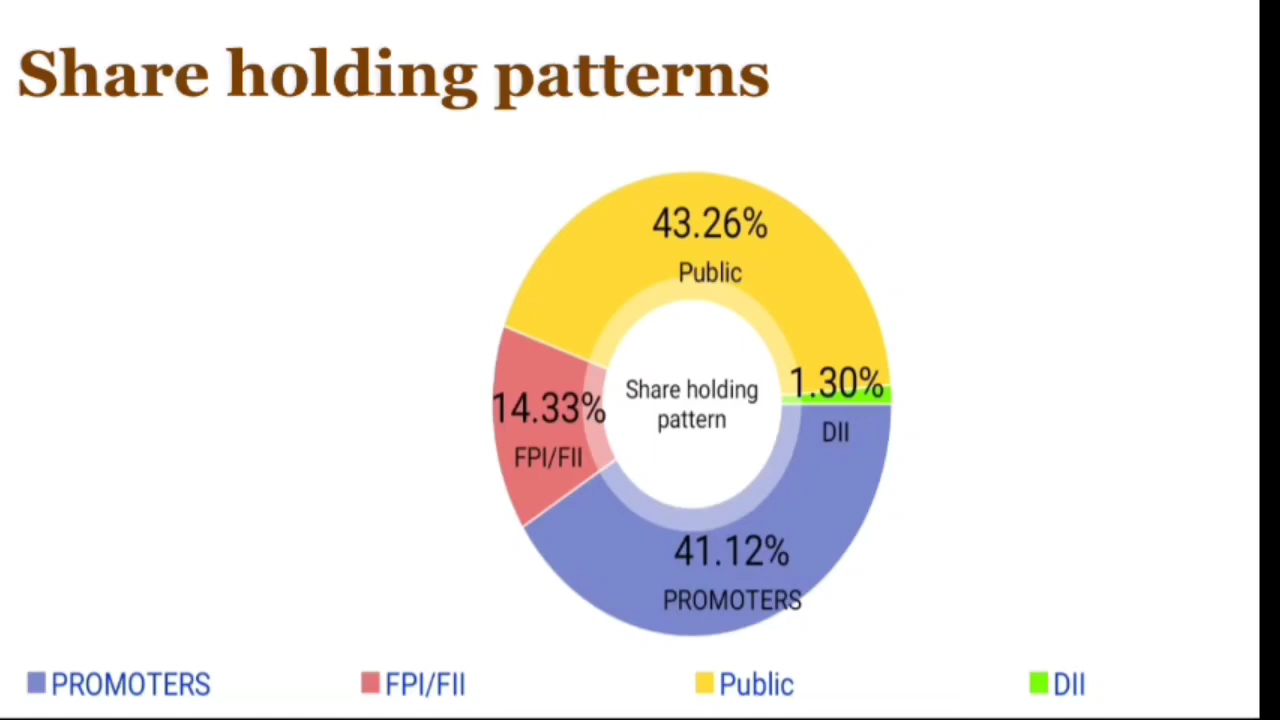 Share holding patterns
43.26%
Public
1.30%
DII
Share holding
pattern
14.33%
FPI/FII
41.12%
PROMOTERS
PROMOTERS
FPI/FII
Public
DII